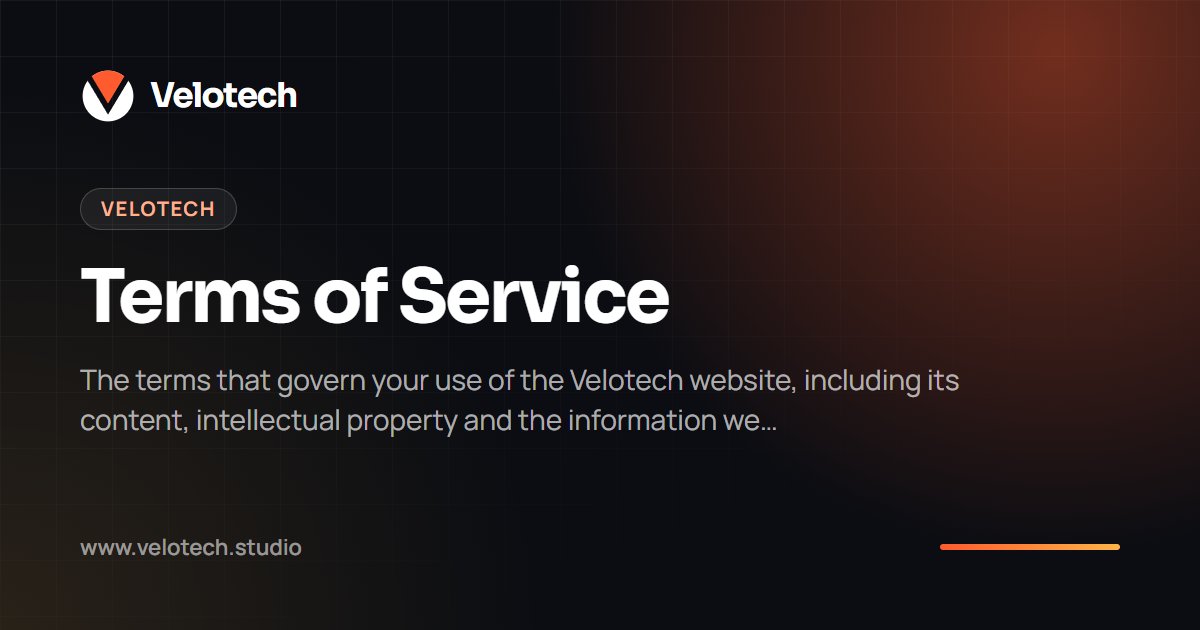 Velotech
VELOTECH
Terms of Service
The terms that govern your use of the Velotech website, including its
content, intellectual property and the information we…
www.velotech.studio